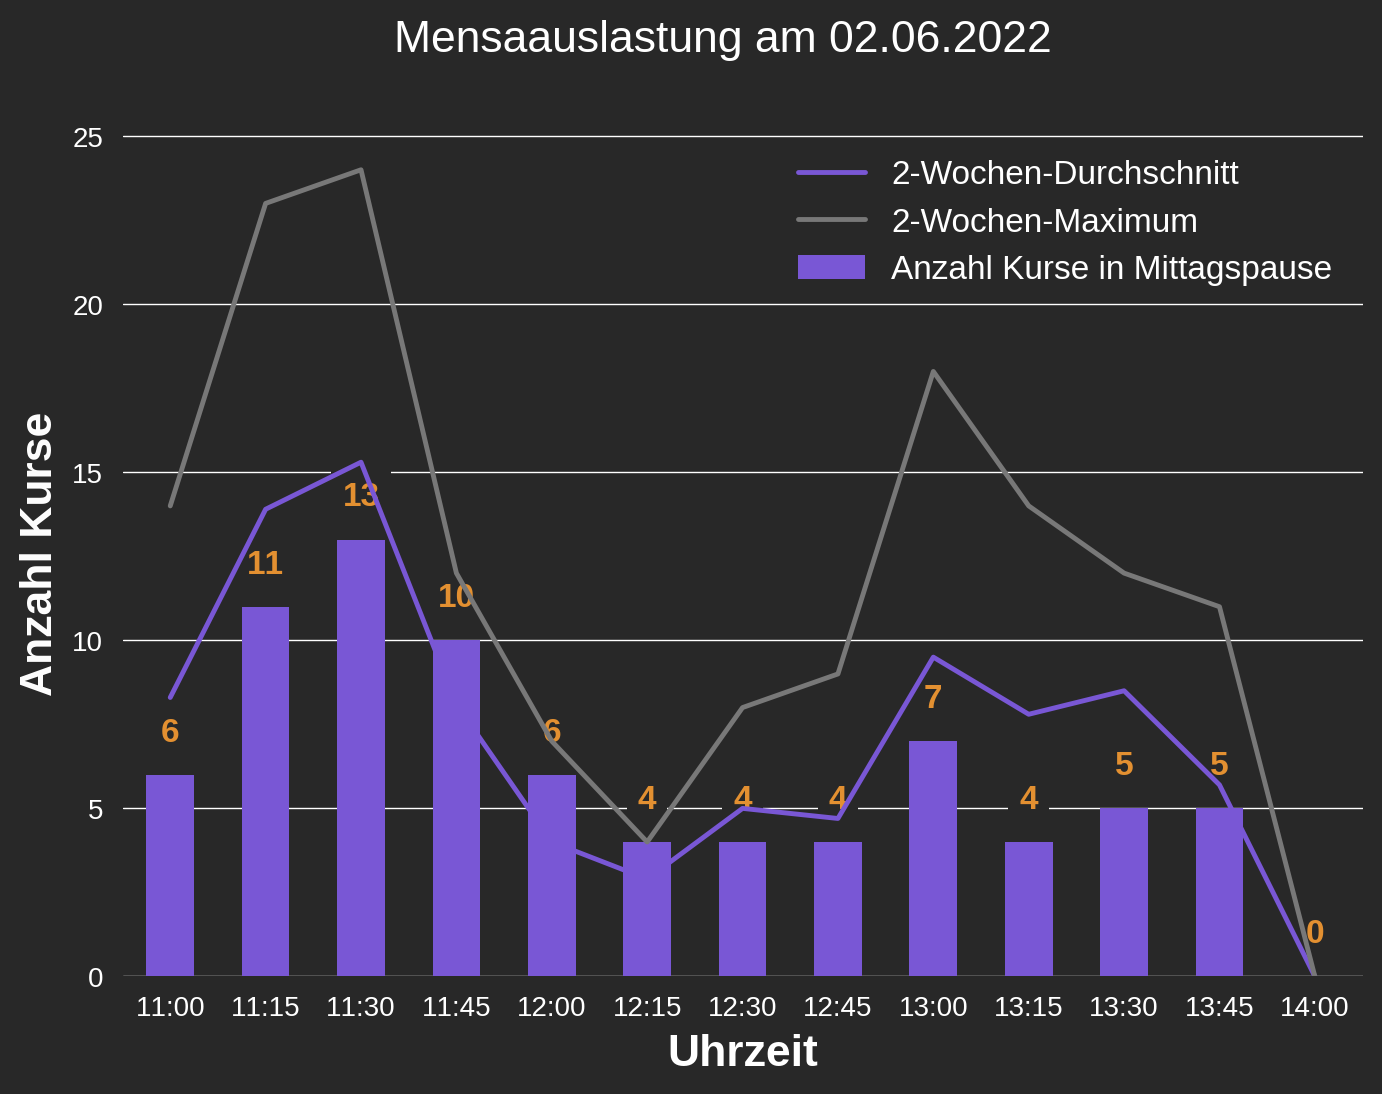 Mensaauslastung am 02.06.2022
25
20
15
10
5
0
Anzahl Kurse
2-Wochen-Durchschnitt
2-Wochen-Maximum
Anzahl Kurse in Mittagspause
6
11
13
10
6
4
4
4
7
4
5
5
0
11:00 11:15 11:30 11:45 12:00 12:15 12:30 12:45 13:00 13:15 13:30 13:45 14:00
Uhrzeit